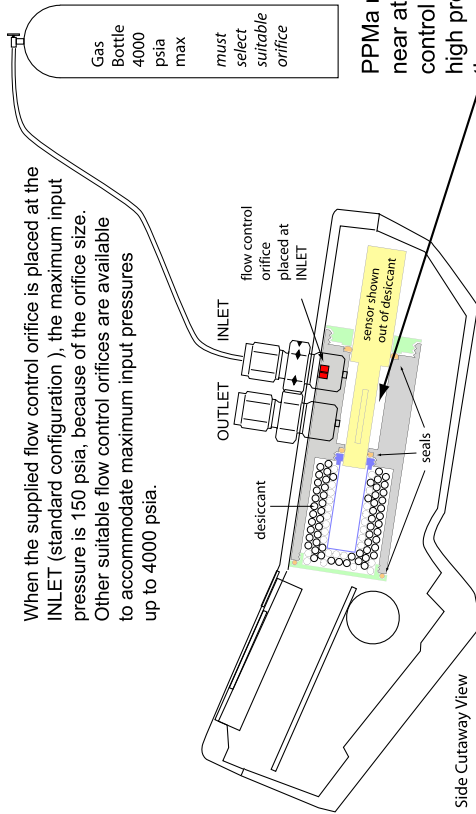 When the supplied flow control orifice is placed at the
INLET (standard configuration ), the maximum input
pressure is 150 psia, because of the orifice size.
Other suitable flow control orifices are available
to accommodate maximum input pressures
up to 4000 psia.
Gas
Bottle
4000
psia
max
must
select
suitable
orifice
PPMa
near at
control
high pre
OUTLET
INLET
flow control
orifice
placed at
INLET
desiccant
sensor shown
out of desiccant
seals
Side Cutaway View